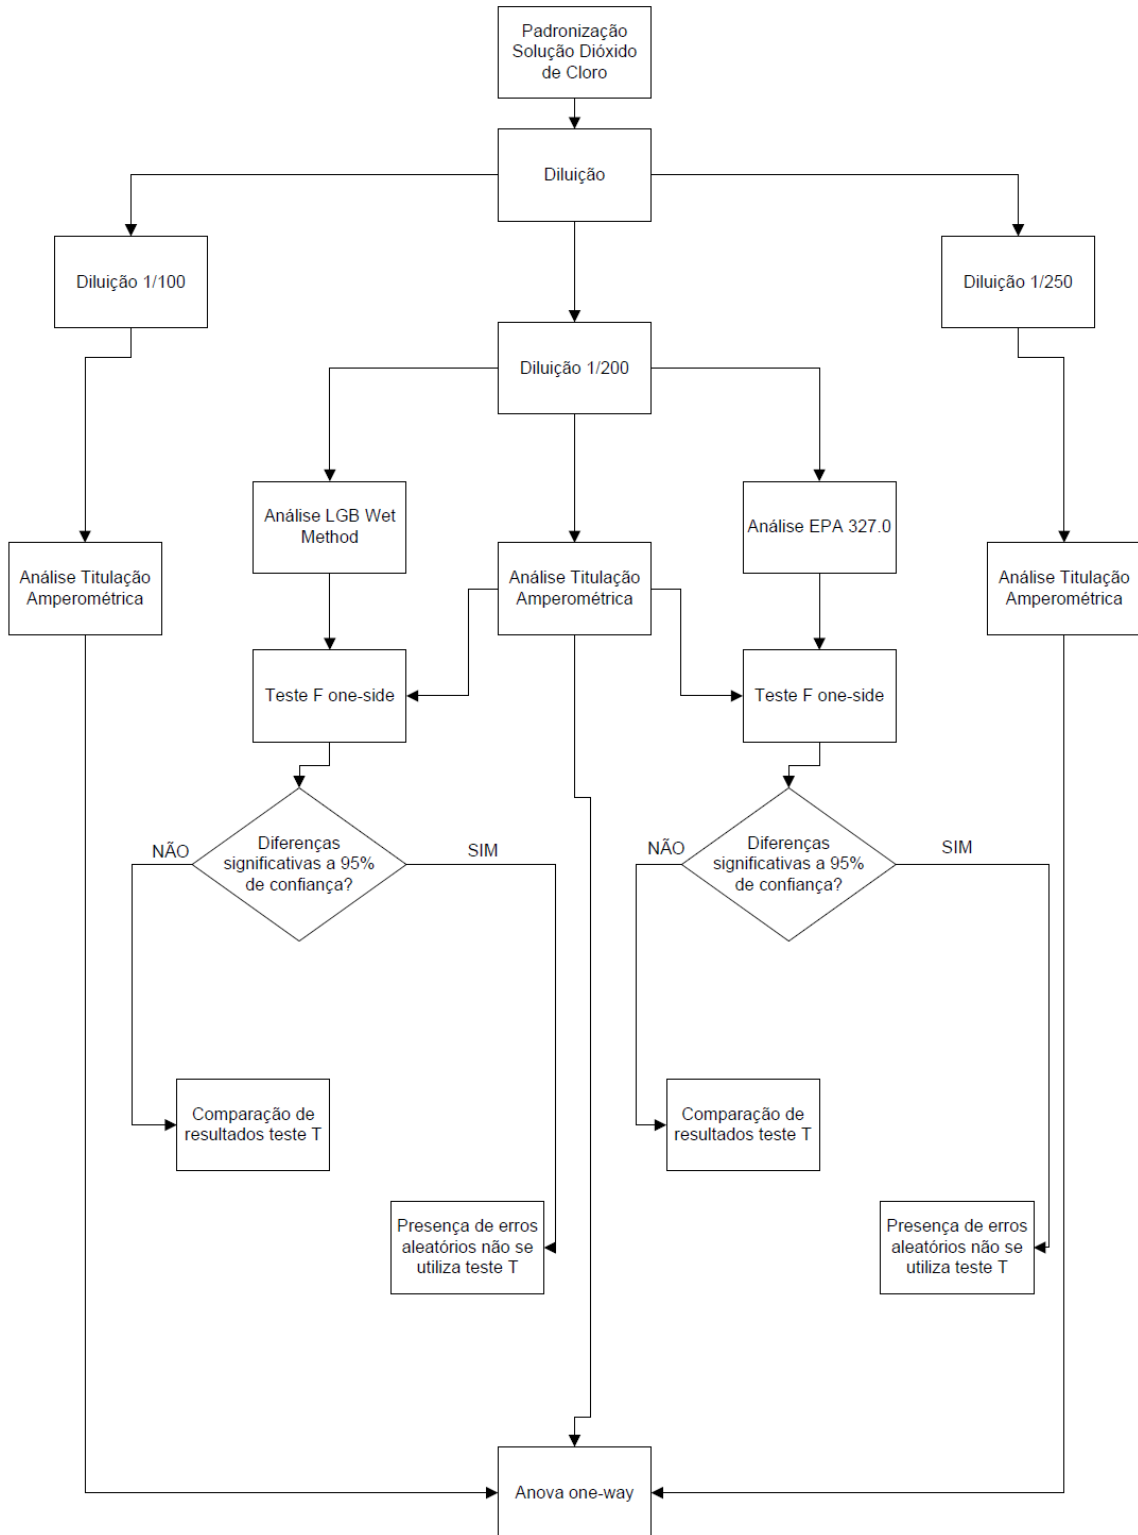 Padronização
Solução Dióxido
de Cloro
Diluição
Diluição 1/100
Diluição 1/250
Diluição 1/200
Análise LGB Wet
Method
Análise EPA 327.0
Análise Titulação
Amperométrica
Análise Titulação
Amperométrica
Análise Titulação
Amperométrica
Teste F one-side
Teste F one-side
NÃO
Diferenças
significativas a 95%
de confiança?
SIM
NÃO
Diferenças
significativas a 95%
de confiança?
SIM
Comparação de
resultados teste T
Comparação de
resultados teste T
Presença de erros
aleatórios não se
utiliza teste T
Presença de erros
aleatórios não se
utiliza teste T
Anova one-way